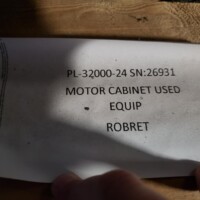 PL-32000-24 SN:26931
MOTOR CABINET USED
EQUIP
ROBRET